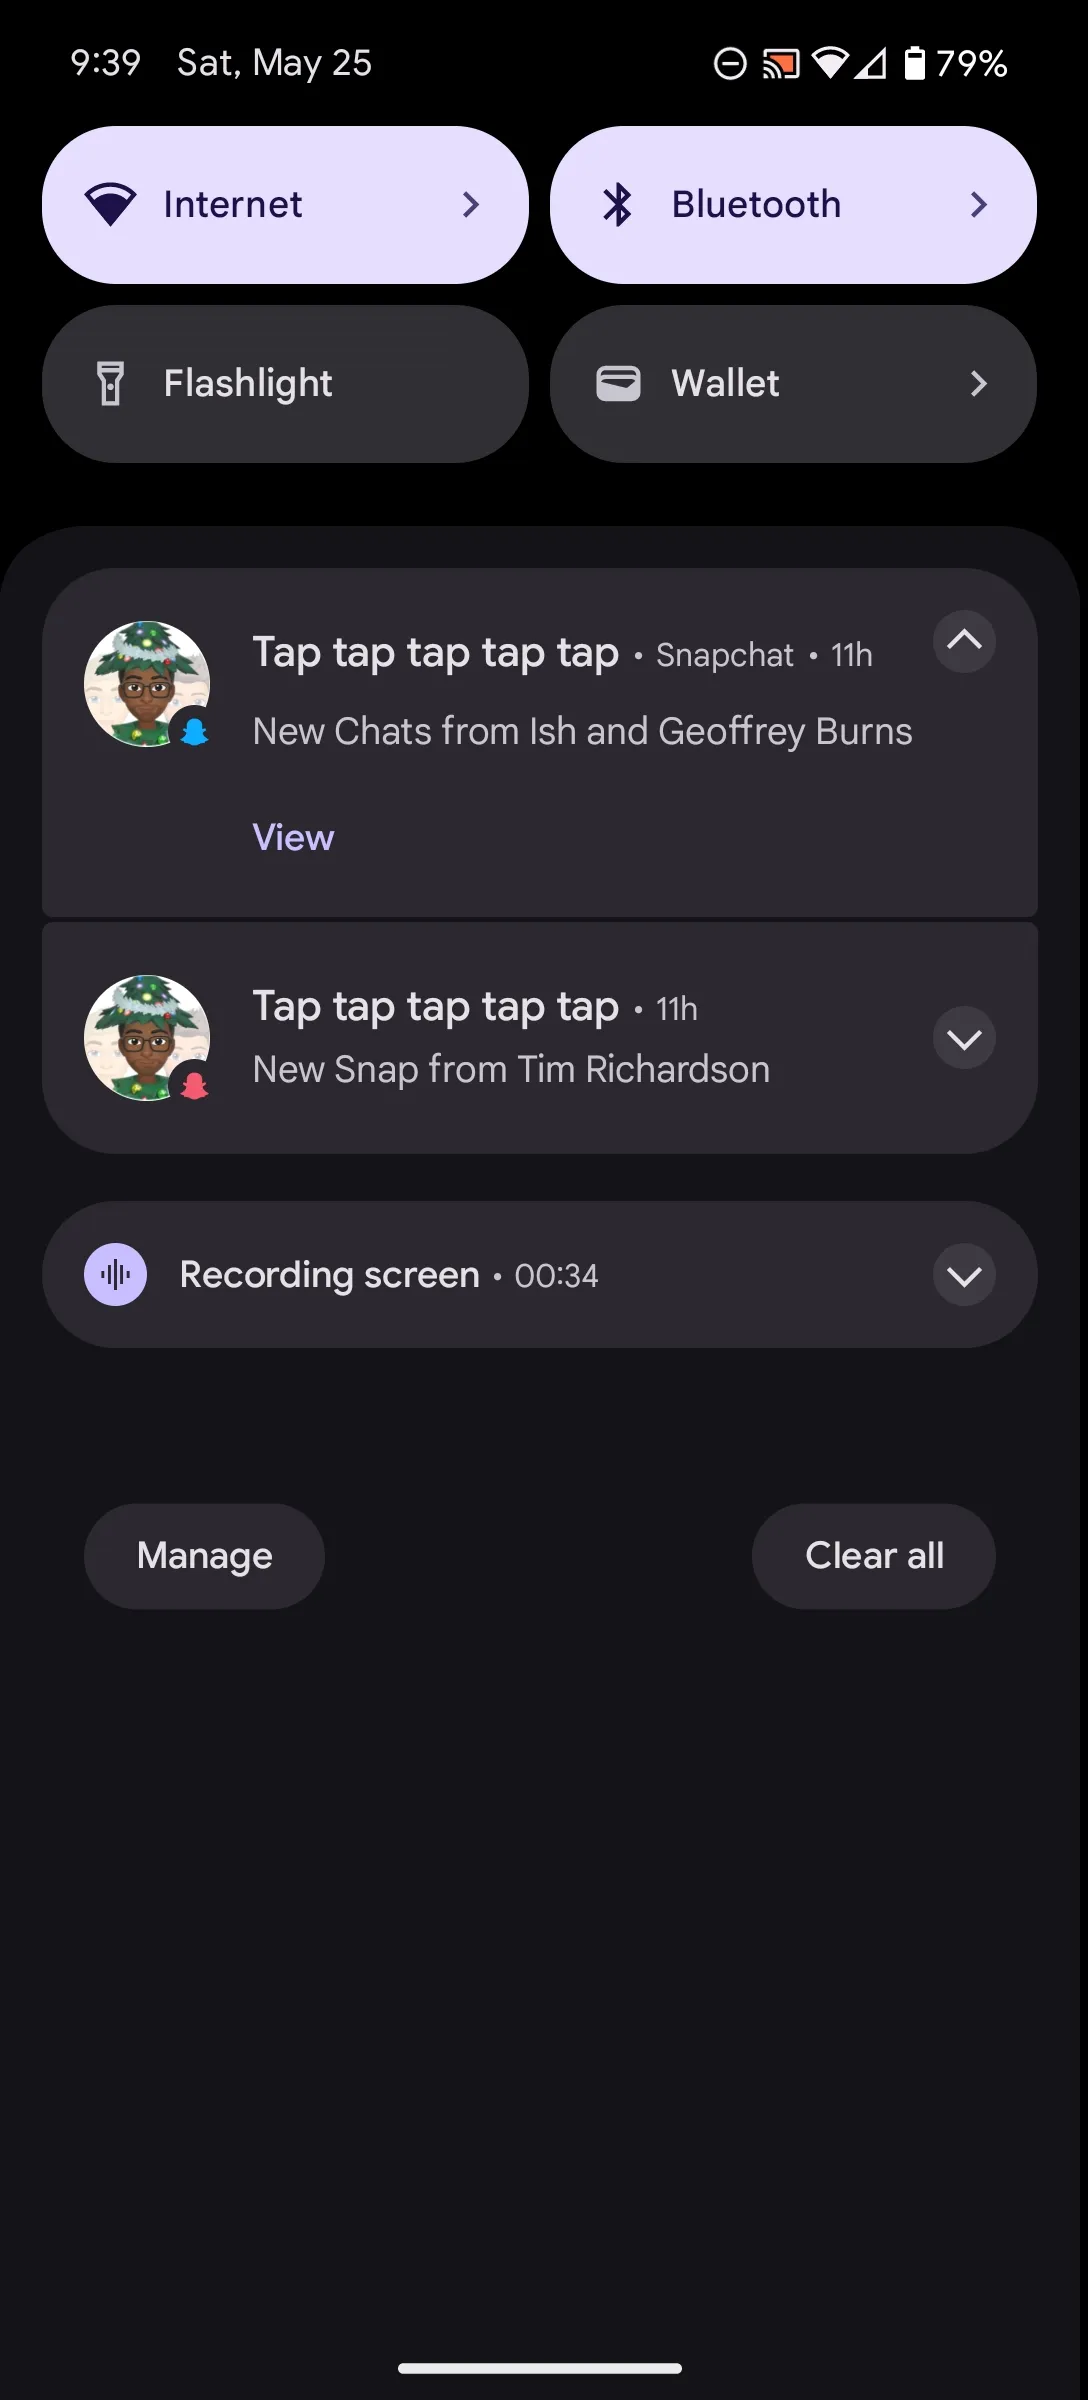 9:39 Sat, May 25 79%
Internet Bluetooth
Flashlight Wallet
Tap tap tap tap tap • Snapchat • 11h
New Chats from Ish and Geoffrey Burns
View
Tap tap tap tap tap • 11h
New Snap from Tim Richardson
Recording screen • 00:34
Manage Clear all